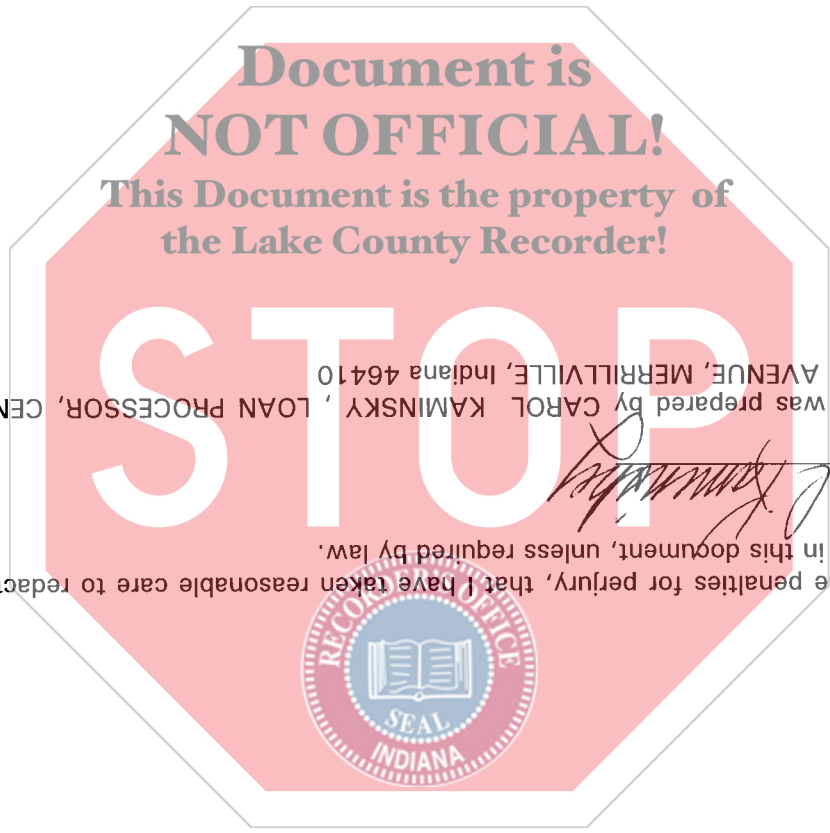 Document is
NOT OFFICIAL!
This Document is the property of
the Lake County Recorder!
STOP
AVENUE, MERRILLVILLE, Indiana 46410
was prepared by CAROL KAMINSKY , LOAN PROCESSOR, CEN
in this document, unless required by law.
e penalties for perjury, that I have taken reasonable care to redac
RECORDER'S OFFICE
SEAL
INDIANA